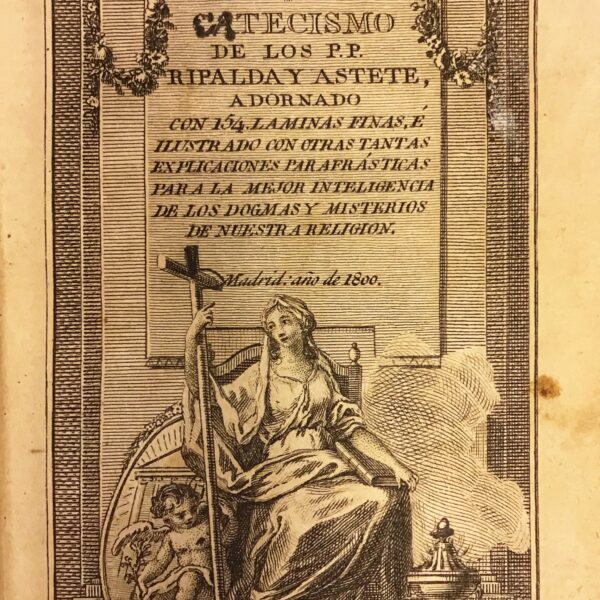 CATECISMO
DE LOS P.P.
RIPALDA Y ASTETE,
ADORNADO
CON 154. LAMINAS FINAS, É
ILUSTRADO CON OTRAS TANTAS
EXPLICACIONES PARAFRÁSTICAS
PARA LA MEJOR INTELIGENCIA
DE LOS DOGMAS Y MISTERIOS
DE NUESTRA RELIGION.
Madrid: año de 1800.